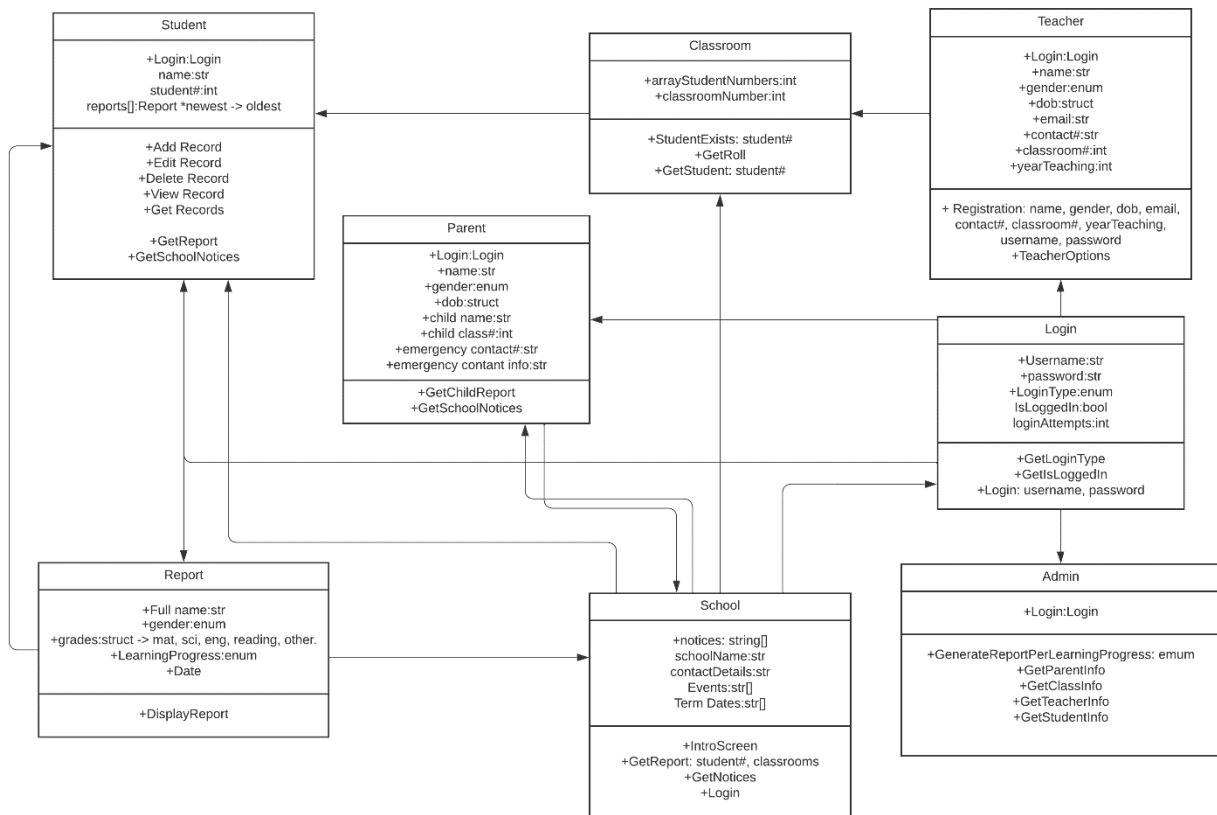 Student
+Login:Login
name:str
student#:int
reports[]:Report *newest -> oldest
+Add Record
+Edit Record
+Delete Record
+View Record
+Get Records
+GetReport
+GetSchoolNotices
Classroom
+arrayStudentNumbers:int
+classroomNumber:int
+StudentExists: student#
+GetRoll
+GetStudent: student#
Teacher
+Login:Login
+name:str
+gender:enum
+dob:struct
+email:str
+contact#:str
+classroom#:int
+yearTeaching:int
+ Registration: name, gender, dob, email,
contact#, classroom#, yearTeaching,
username, password
+TeacherOptions
Parent
+Login:Login
+name:str
+gender:enum
+dob:struct
+child name:str
+child class#:int
+emergency contact#:str
+emergency contant info:str
+GetChildReport
+GetSchoolNotices
Login
+Username:str
+password:str
+LoginType:enum
IsLoggedIn:bool
loginAttempts:int
+GetLoginType
+GetIsLoggedIn
+Login: username, password
Report
+Full name:str
+gender:enum
+grades:struct -> mat, sci, eng, reading, other.
+LearningProgress:enum
+Date
+DisplayReport
School
+notices: string[]
schoolName:str
contactDetails:str
Events:str[]
Term Dates:str[]
+IntroScreen
+GetReport: student#, classrooms
+GetNotices
+Login
Admin
+Login:Login
+GenerateReportPerLearningProgress: emum
+GetParentInfo
+GetClassInfo
+GetTeacherInfo
+GetStudentInfo